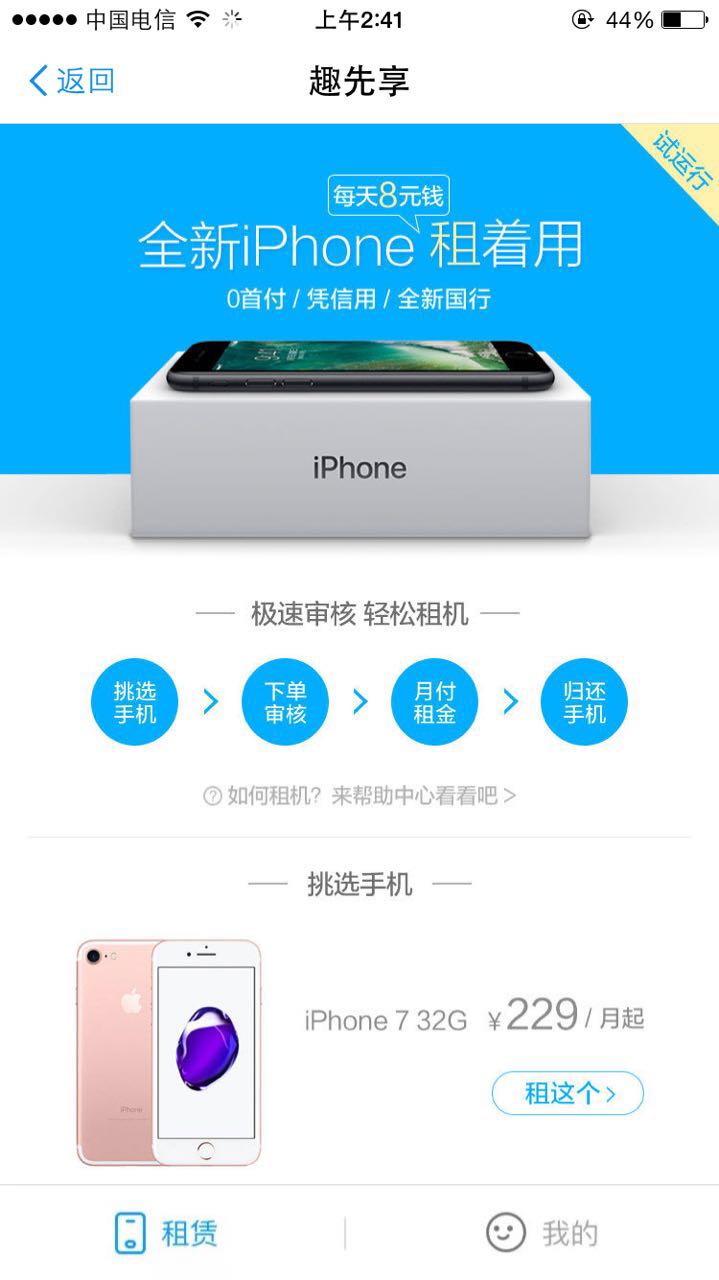 中国电信 上午2:41 44%
返回 趣先享
试运行
每天8元钱
全新iPhone 租着用
0首付 / 凭信用 / 全新国行
iPhone
极速审核 轻松租机
挑选手机 > 下单审核 > 月付租金 > 归还手机
? 如何租机？来帮助中心看看吧 >
挑选手机
iPhone
iPhone 7 32G ¥229 / 月起
租这个 >
租赁 我的